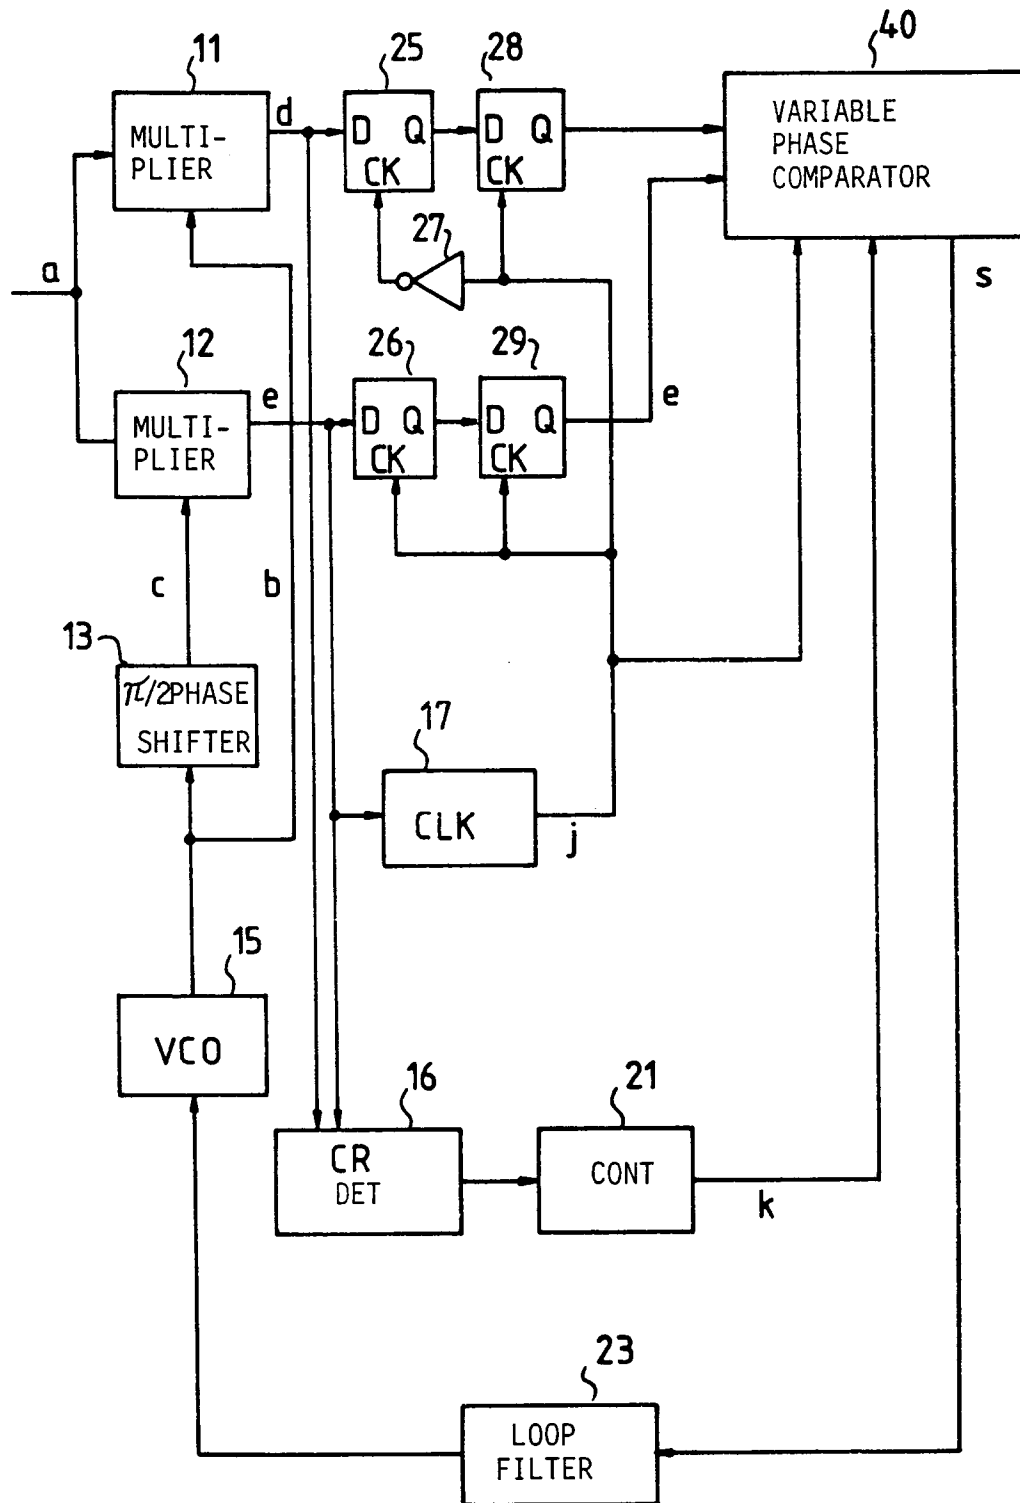 40
11
25
28
MULTI-
PLIER
d
D Q
CK
D Q
CK
VARIABLE
PHASE
COMPARATOR
27
a
s
12
26
29
MULTI-
PLIER
e
D Q
CK
D Q
CK
e
c
b
13
π/2PHASE
SHIFTER
17
CLK
j
15
VCO
16
21
CR
DET
CONT
k
23
LOOP
FILTER